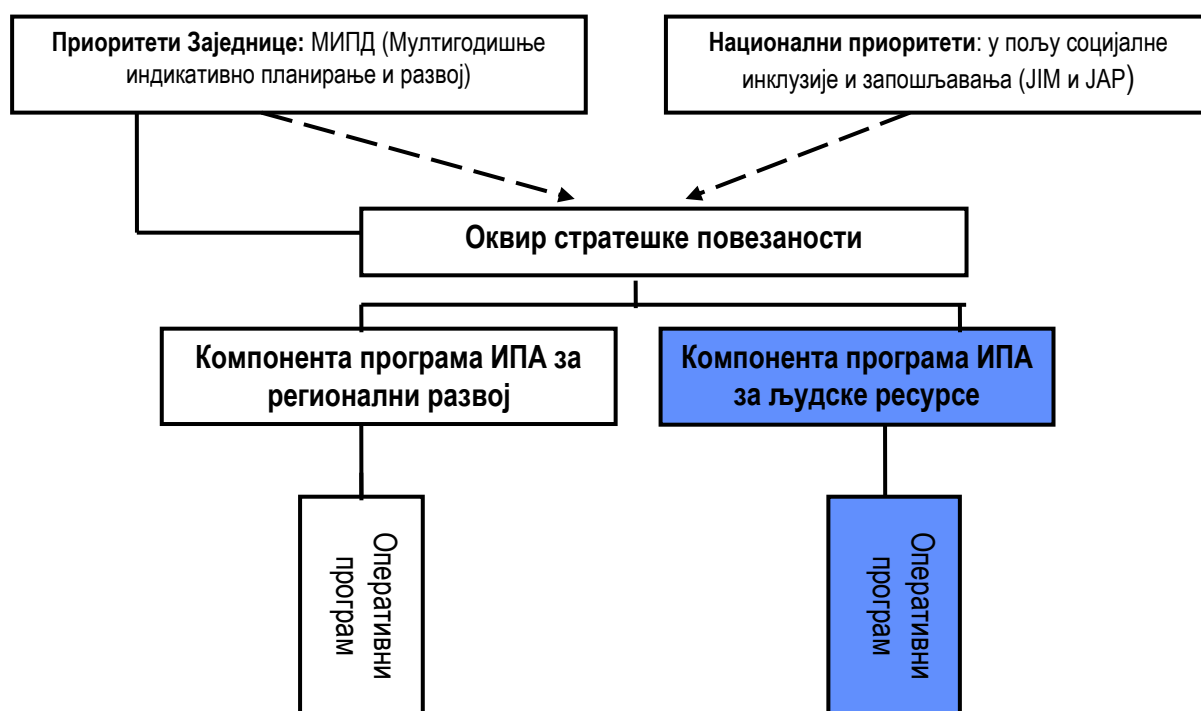 Приоритети Заједнице: МИПД (Мултигодишње
индикативно планирање и развој)
Национални приоритети: у пољу социјалне
инклузије и запошљавања (JIM и JAP)
Оквир стратешке повезаности
Компонента програма ИПА за
регионални развој
Компонента програма ИПА
за људске ресурсе
Оперативни
програм
Оперативни
програм